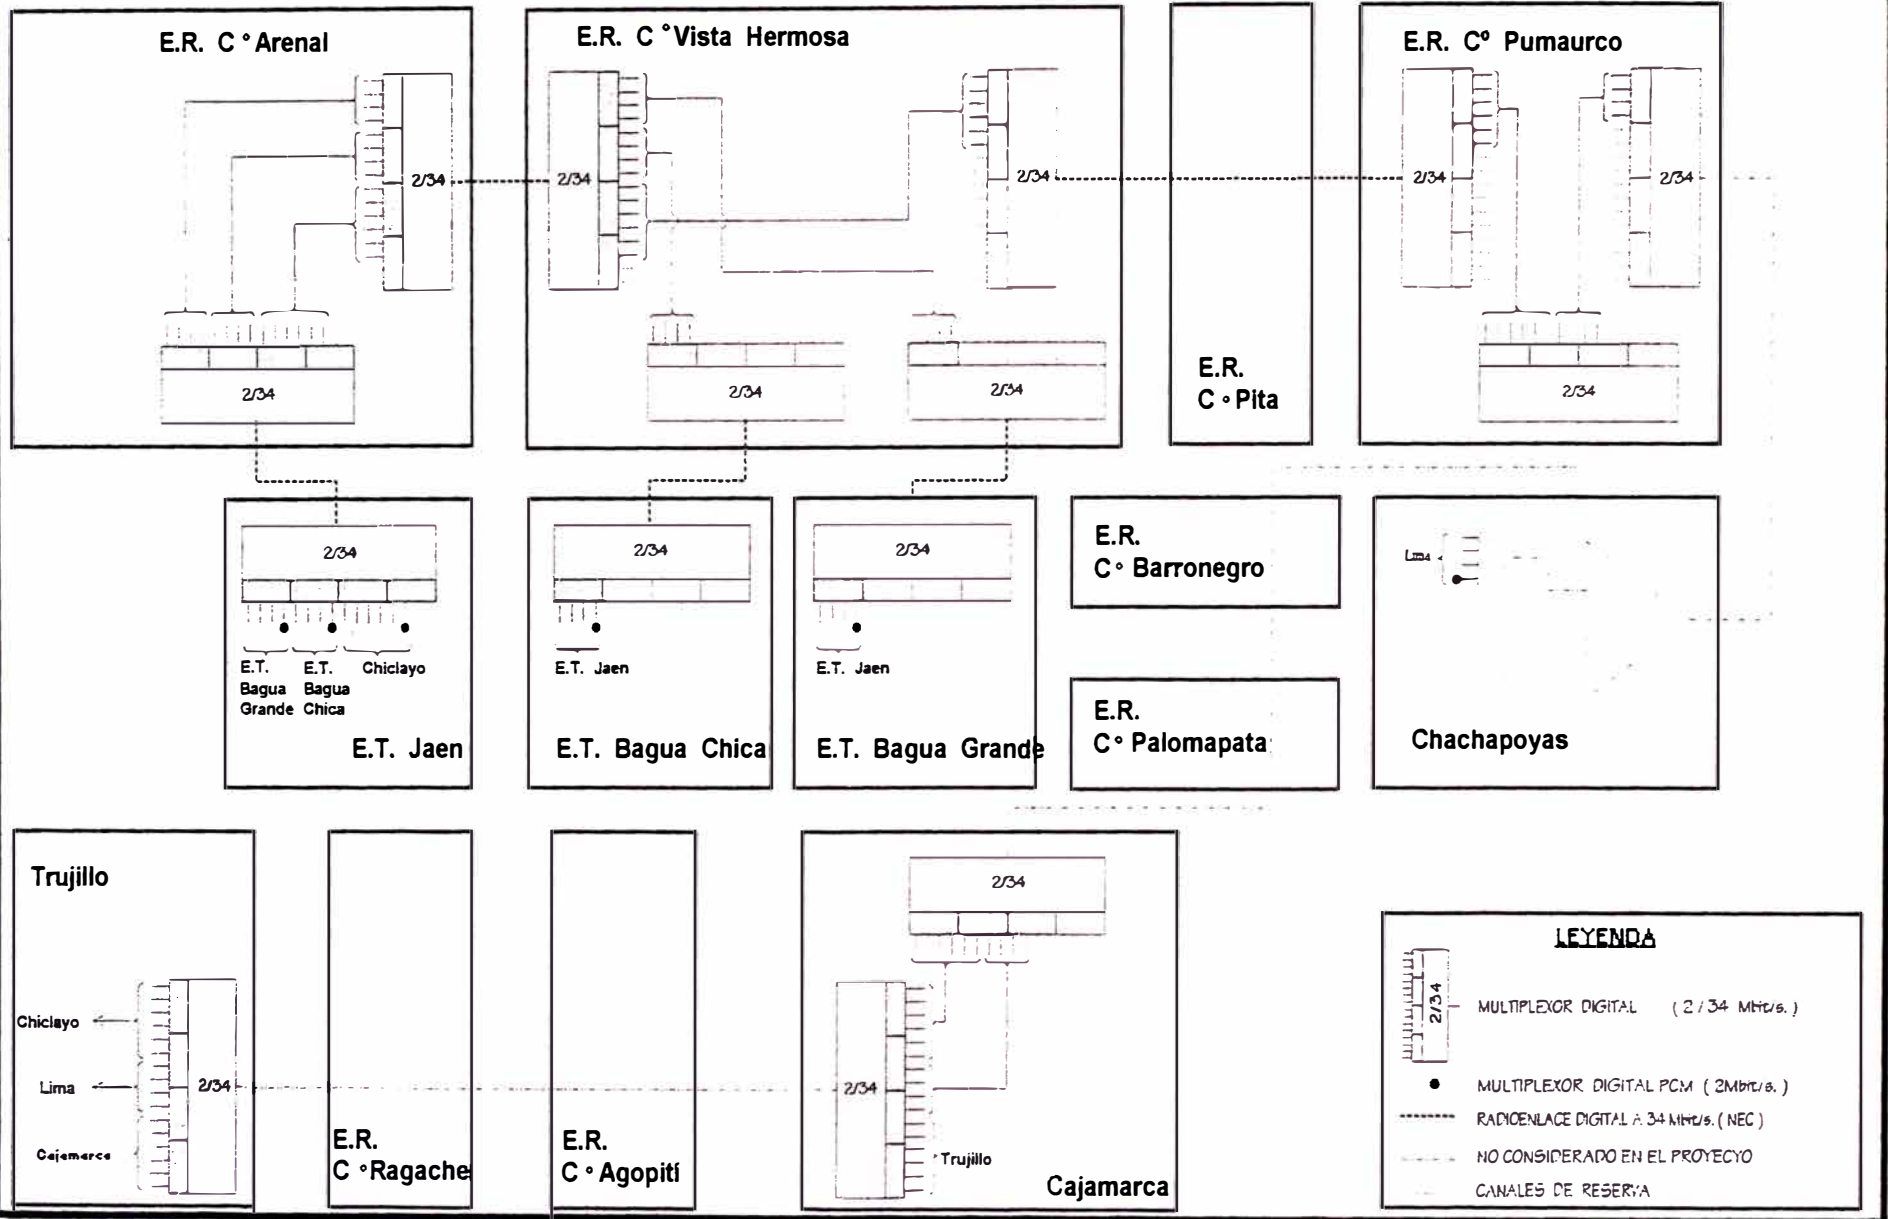 E.R. C° Arenal
2/34
2/34
E.R. C° Vista Hermosa
2/34
2/34
2/34
2/34
E.R.
C° Pita
E.R. Cº Pumaurco
2/34
2/34
2/34
2/34
E.T.
Bagua
Grande
E.T.
Bagua
Chica
Chiclayo
E.T. Jaen
2/34
E.T. Jaen
E.T. Bagua Chica
2/34
E.T. Jaen
E.T. Bagua Grande
E.R.
C° Barronegro
E.R.
C° Palomapata
Lima
Chachapoyas
Trujillo
Chiclayo
Lima
Cajamarca
2/34
E.R.
C° Ragache
E.R.
C° Agopití
2/34
2/34
Trujillo
Cajamarca
LEYENDA
2/34
MULTIPLEXOR DIGITAL ( 2 / 34 Mbit/s. )
MULTIPLEXOR DIGITAL PCM ( 2Mbit/s. )
RADIOENLACE DIGITAL A 34 Mbit/s. ( NEC )
NO CONSIDERADO EN EL PROYECYO
CANALES DE RESERVA